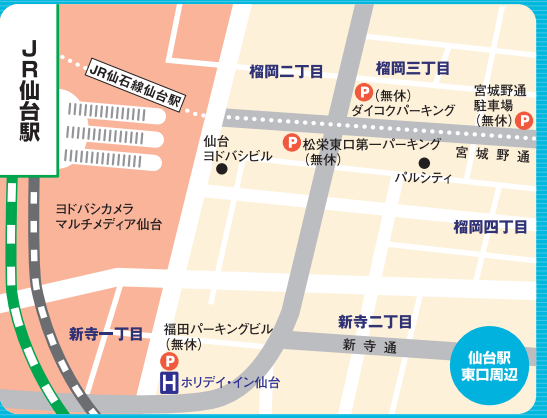 JR仙台駅
JR仙石線仙台駅
榴岡二丁目
榴岡三丁目
P
(無休)
ダイコクパーキング
宮城野通
駐車場
(無休)
P
仙台
ヨドバシビル
P
松栄東口第一パーキング
(無休)
パルシティ
宮城野通
ヨドバシカメラ
マルチメディア仙台
榴岡四丁目
新寺一丁目
福田パーキングビル
(無休)
P
H
ホリデイ・イン仙台
新寺二丁目
新寺通
仙台駅
東口周辺